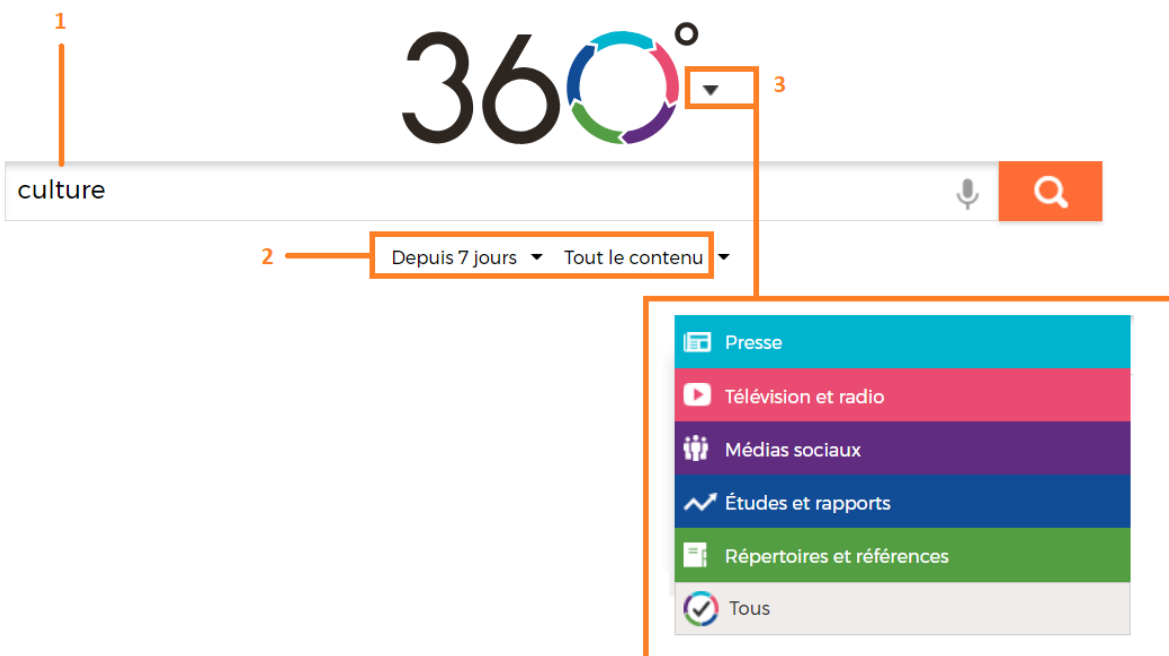 1
360°
3
culture
2
Depuis 7 jours Tout le contenu
Presse
Télévision et radio
Médias sociaux
Études et rapports
Répertoires et références
Tous